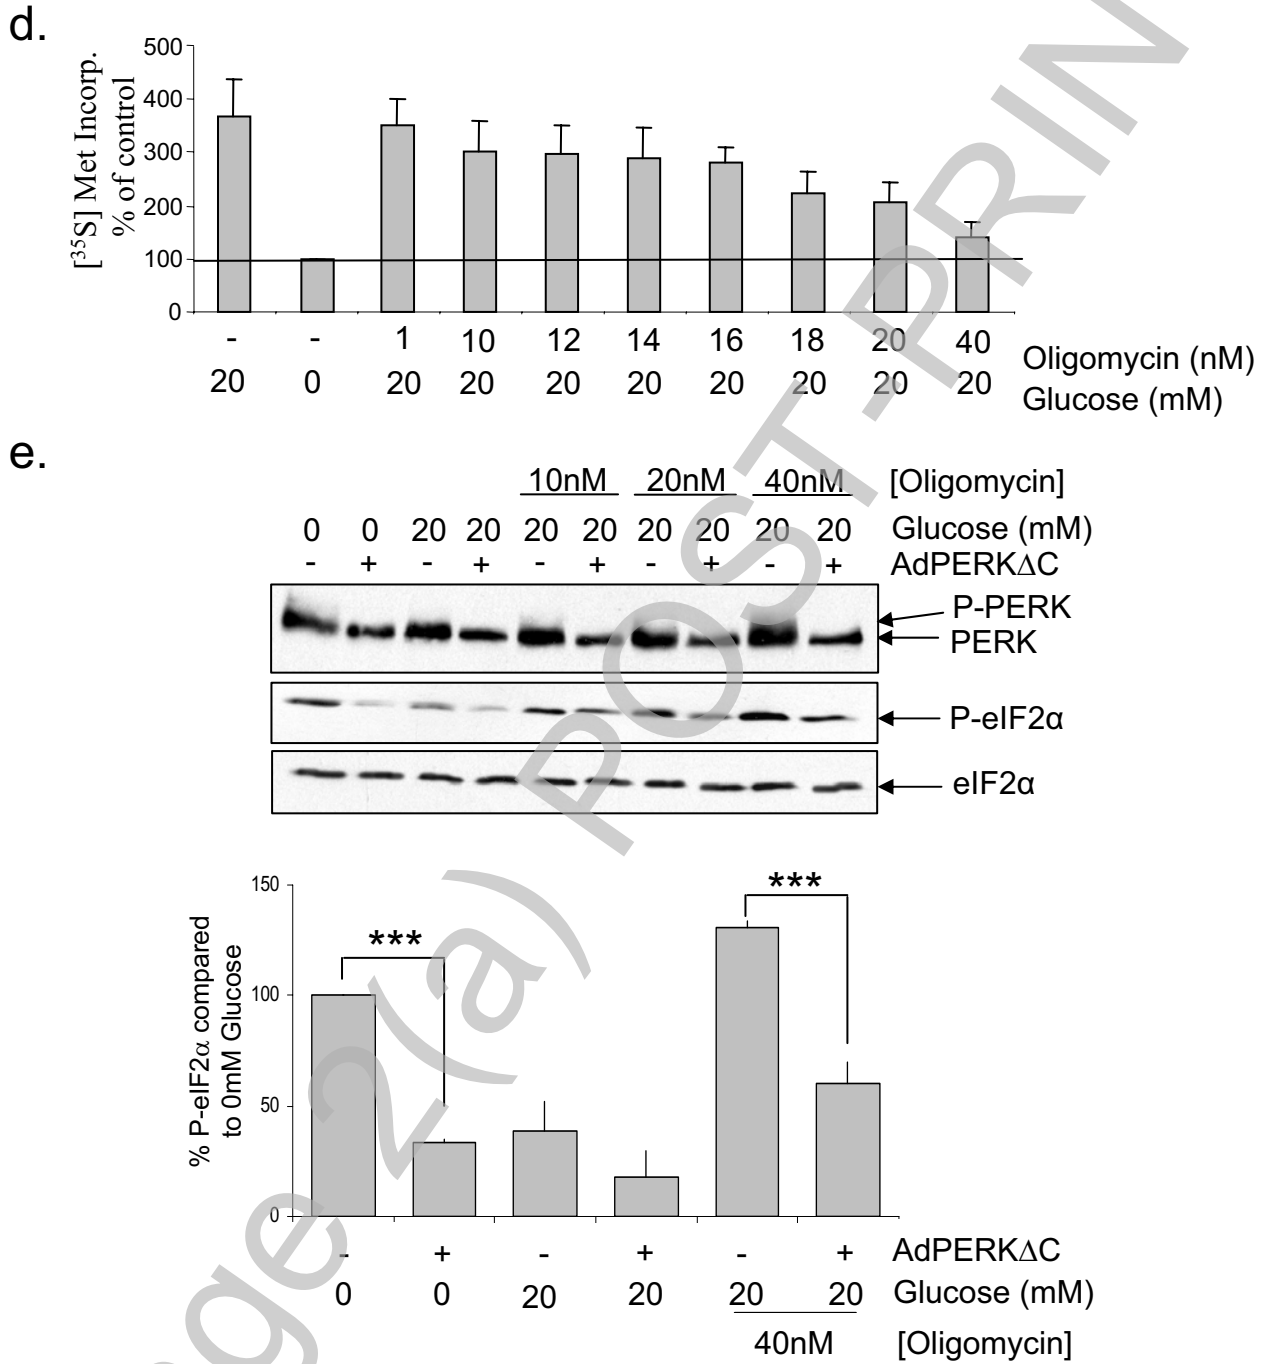 d.
[³⁵S] Met Incorp.
% of control
500
400
300
200
100
0
- - 1 10 12 14 16 18 20 40 Oligomycin (nM)
20 0 20 20 20 20 20 20 20 20 Glucose (mM)
e.
10nM 20nM 40nM [Oligomycin]
0 0 20 20 20 20 20 20 20 20 Glucose (mM)
- + - + - + - + - + AdPERKΔC
P-PERK
PERK
P-eIF2α
eIF2α
% P-eIF2α compared
to 0mM Glucose
150
100
50
0
*** ***
- + - + - + AdPERKΔC
0 0 20 20 20 20 Glucose (mM)
40nM [Oligomycin]
ge 2(a) POST-PRIN